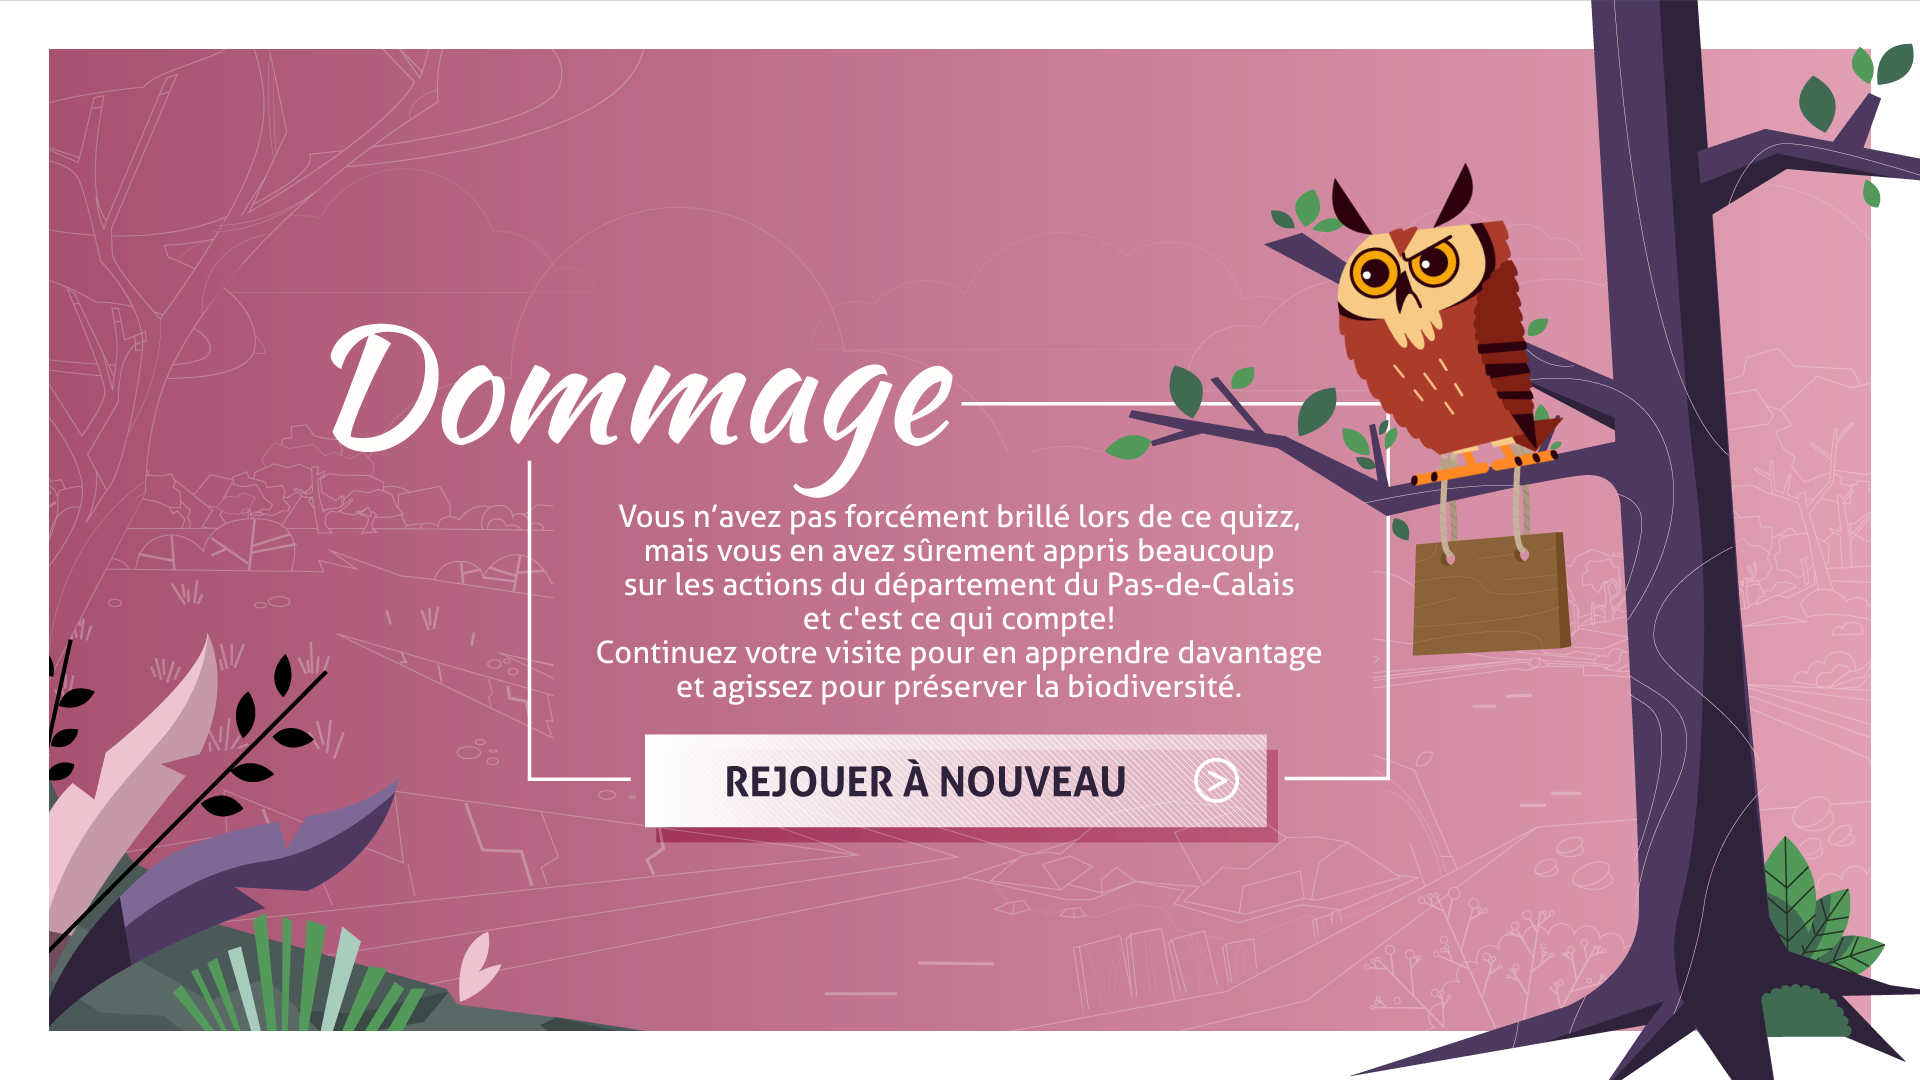 Dommage
Vous n’avez pas forcément brillé lors de ce quizz,
mais vous en avez sûrement appris beaucoup
sur les actions du département du Pas-de-Calais
et c'est ce qui compte!
Continuez votre visite pour en apprendre davantage
et agissez pour préserver la biodiversité.
REJOUER À NOUVEAU